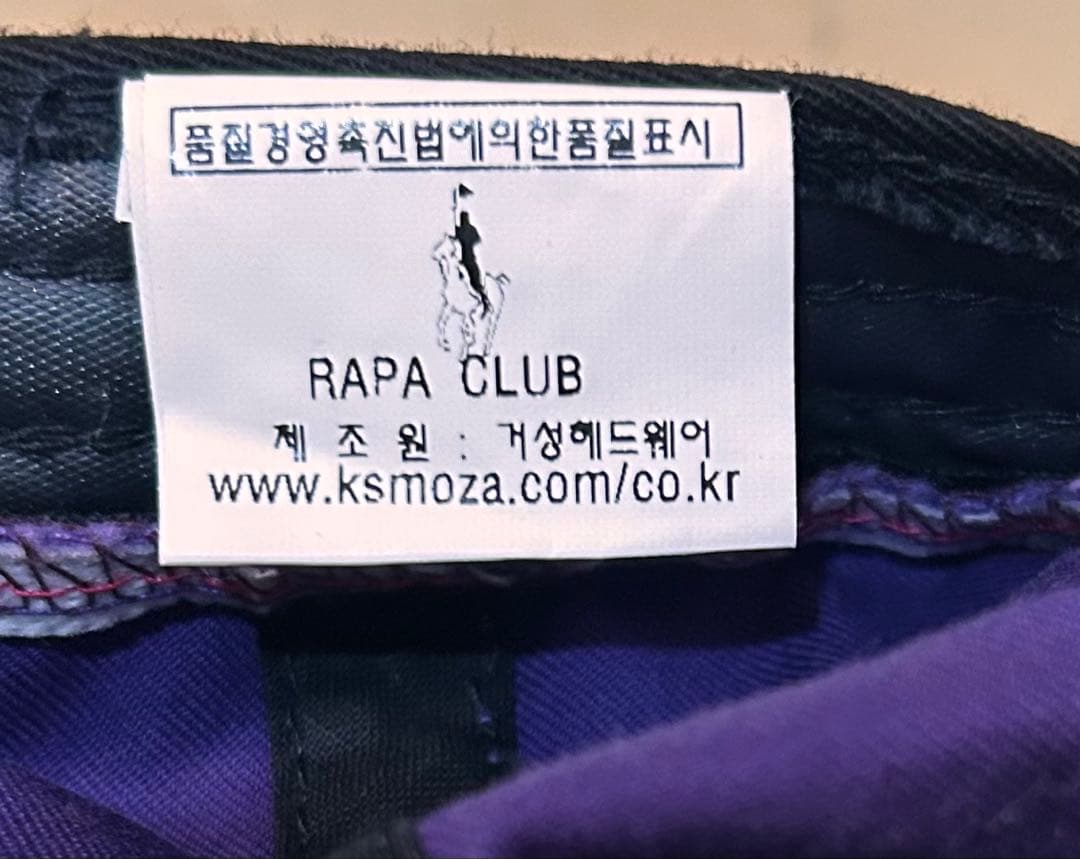 품질경영촉진법에의한품질표시
RAPA CLUB
제 조 원 : 거성헤드웨어
www.ksmoza.com/co.kr